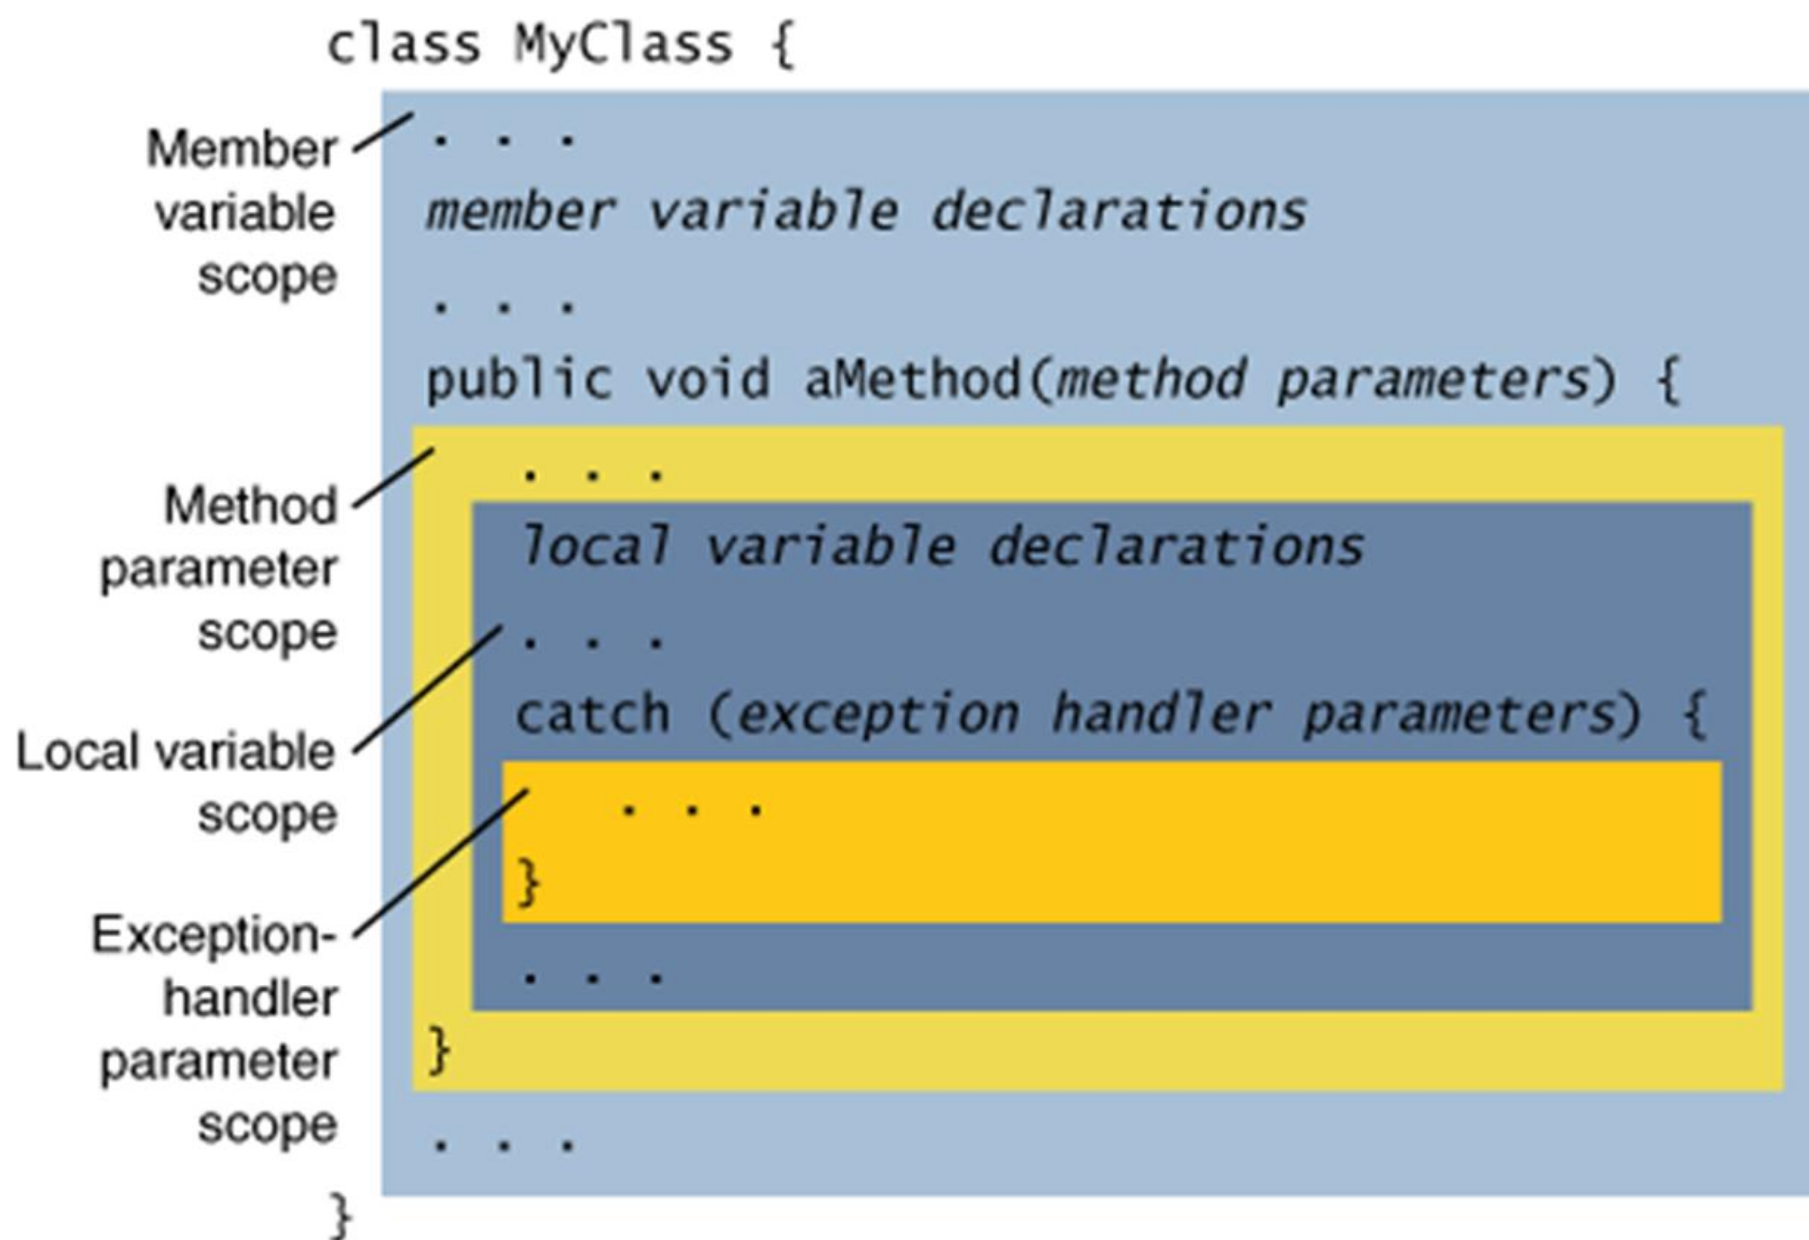 class MyClass {
Member
variable
scope
. . .
member variable declarations
. . .
public void aMethod(method parameters) {
Method
parameter
scope
. . .
local variable declarations
. . .
Local variable
scope
catch (exception handler parameters) {
. . .
}
Exception-
handler
parameter
scope
. . .
}
. . .
}